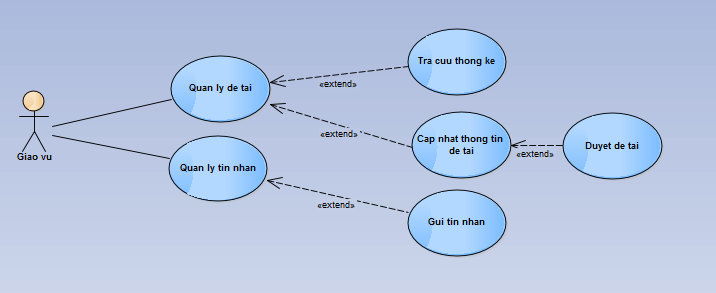 Tra cuu thong ke
Quan ly de tai
«extend»
«extend»
Cap nhat thong tin
de tai
Duyet de tai
«extend»
Giao vu
Quan ly tin nhan
«extend»
Gui tin nhan